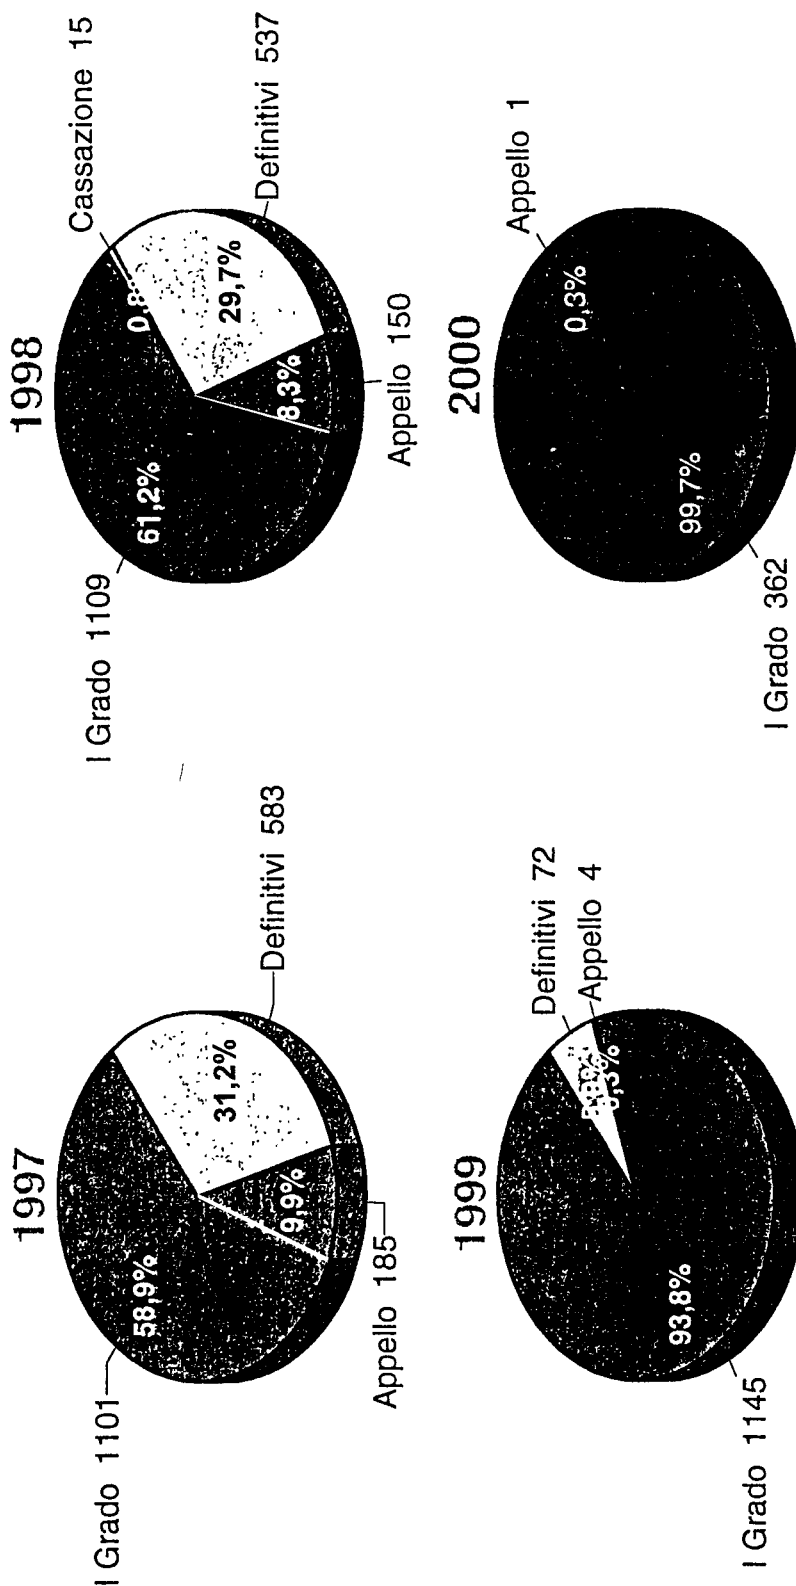 1997
I Grado 1101
58,9%
31,2%
Definitivi 583
9,9%
Appello 185
1998
Cassazione 15
I Grado 1109
61,2%
29,7%
Definitivi 537
8,3%
Appello 150
1999
Definitivi 72
Appello 4
93,8%
I Grado 1145
2000
Appello 1
0,3%
99,7%
I Grado 362